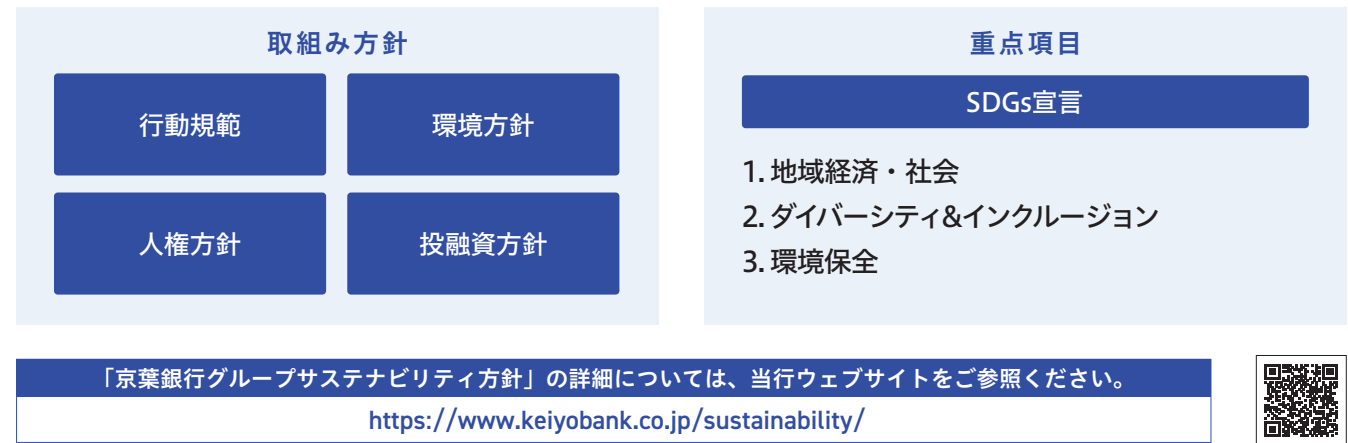 取組み方針
行動規範
環境方針
人権方針
投融資方針
重点項目
SDGs宣言
1. 地域経済・社会
2. ダイバーシティ&インクルージョン
3. 環境保全
「京葉銀行グループサステナビリティ方針」の詳細については、当行ウェブサイトをご参照ください。
https://www.keiyobank.co.jp/sustainability/